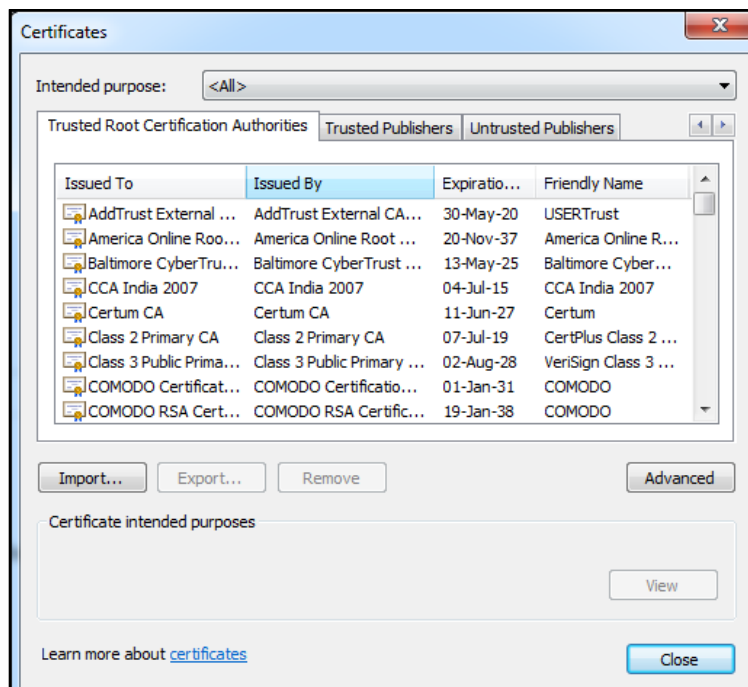 Certificates
Intended purpose: <All>
Trusted Root Certification Authorities Trusted Publishers Untrusted Publishers
Issued To Issued By Expiratio... Friendly Name
AddTrust External ... AddTrust External CA... 30-May-20 USERTrust
America Online Roo... America Online Root ... 20-Nov-37 America Online R...
Baltimore CyberTru... Baltimore CyberTrust ... 13-May-25 Baltimore Cyber...
CCA India 2007 CCA India 2007 04-Jul-15 CCA India 2007
Certum CA Certum CA 11-Jun-27 Certum
Class 2 Primary CA Class 2 Primary CA 07-Jul-19 CertPlus Class 2 ...
Class 3 Public Prima... Class 3 Public Primary ... 02-Aug-28 VeriSign Class 3 ...
COMODO Certificat... COMODO Certificatio... 01-Jan-31 COMODO
COMODO RSA Cert... COMODO RSA Certific... 19-Jan-38 COMODO
Import... Export... Remove Advanced
Certificate intended purposes
View
Learn more about certificates
Close